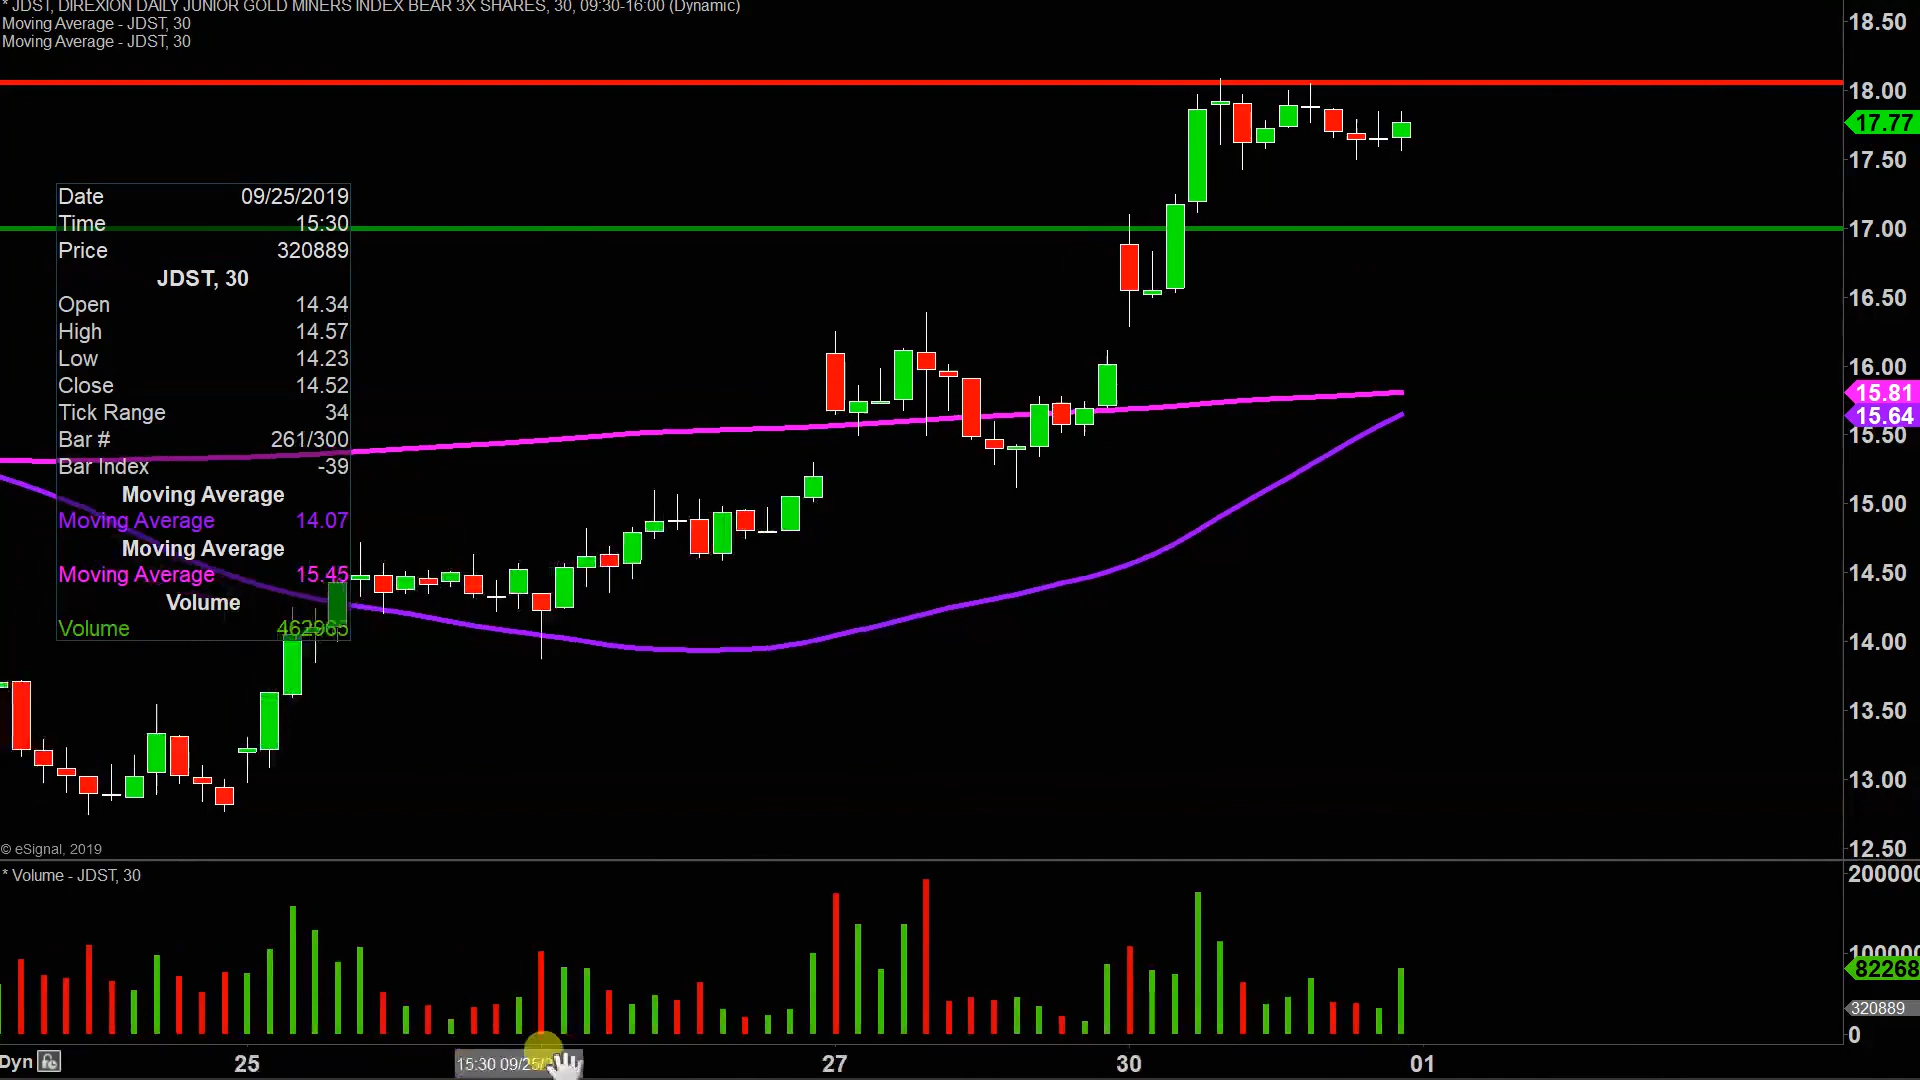 * JDST, DIREXION DAILY JUNIOR GOLD MINERS INDEX BEAR 3X SHARES, 30, 09:30-16:00 (Dynamic)
Moving Average - JDST, 30
Moving Average - JDST, 30
18.50
18.00
17.77
17.50
17.00
16.50
16.00
15.81
15.64
15.50
15.00
14.50
14.00
13.50
13.00
12.50
Date 09/25/2019
Time 15:30
Price 320889
JDST, 30
Open 14.34
High 14.57
Low 14.23
Close 14.52
Tick Range 34
Bar # 261/300
Bar Index -39
Moving Average
Moving Average 14.07
Moving Average
Moving Average 15.45
Volume
Volume 462965
© eSignal, 2019
* Volume - JDST, 30
200000
100000
82268
320889
0
Dyn
25
15:30 09/25/
27
30
01